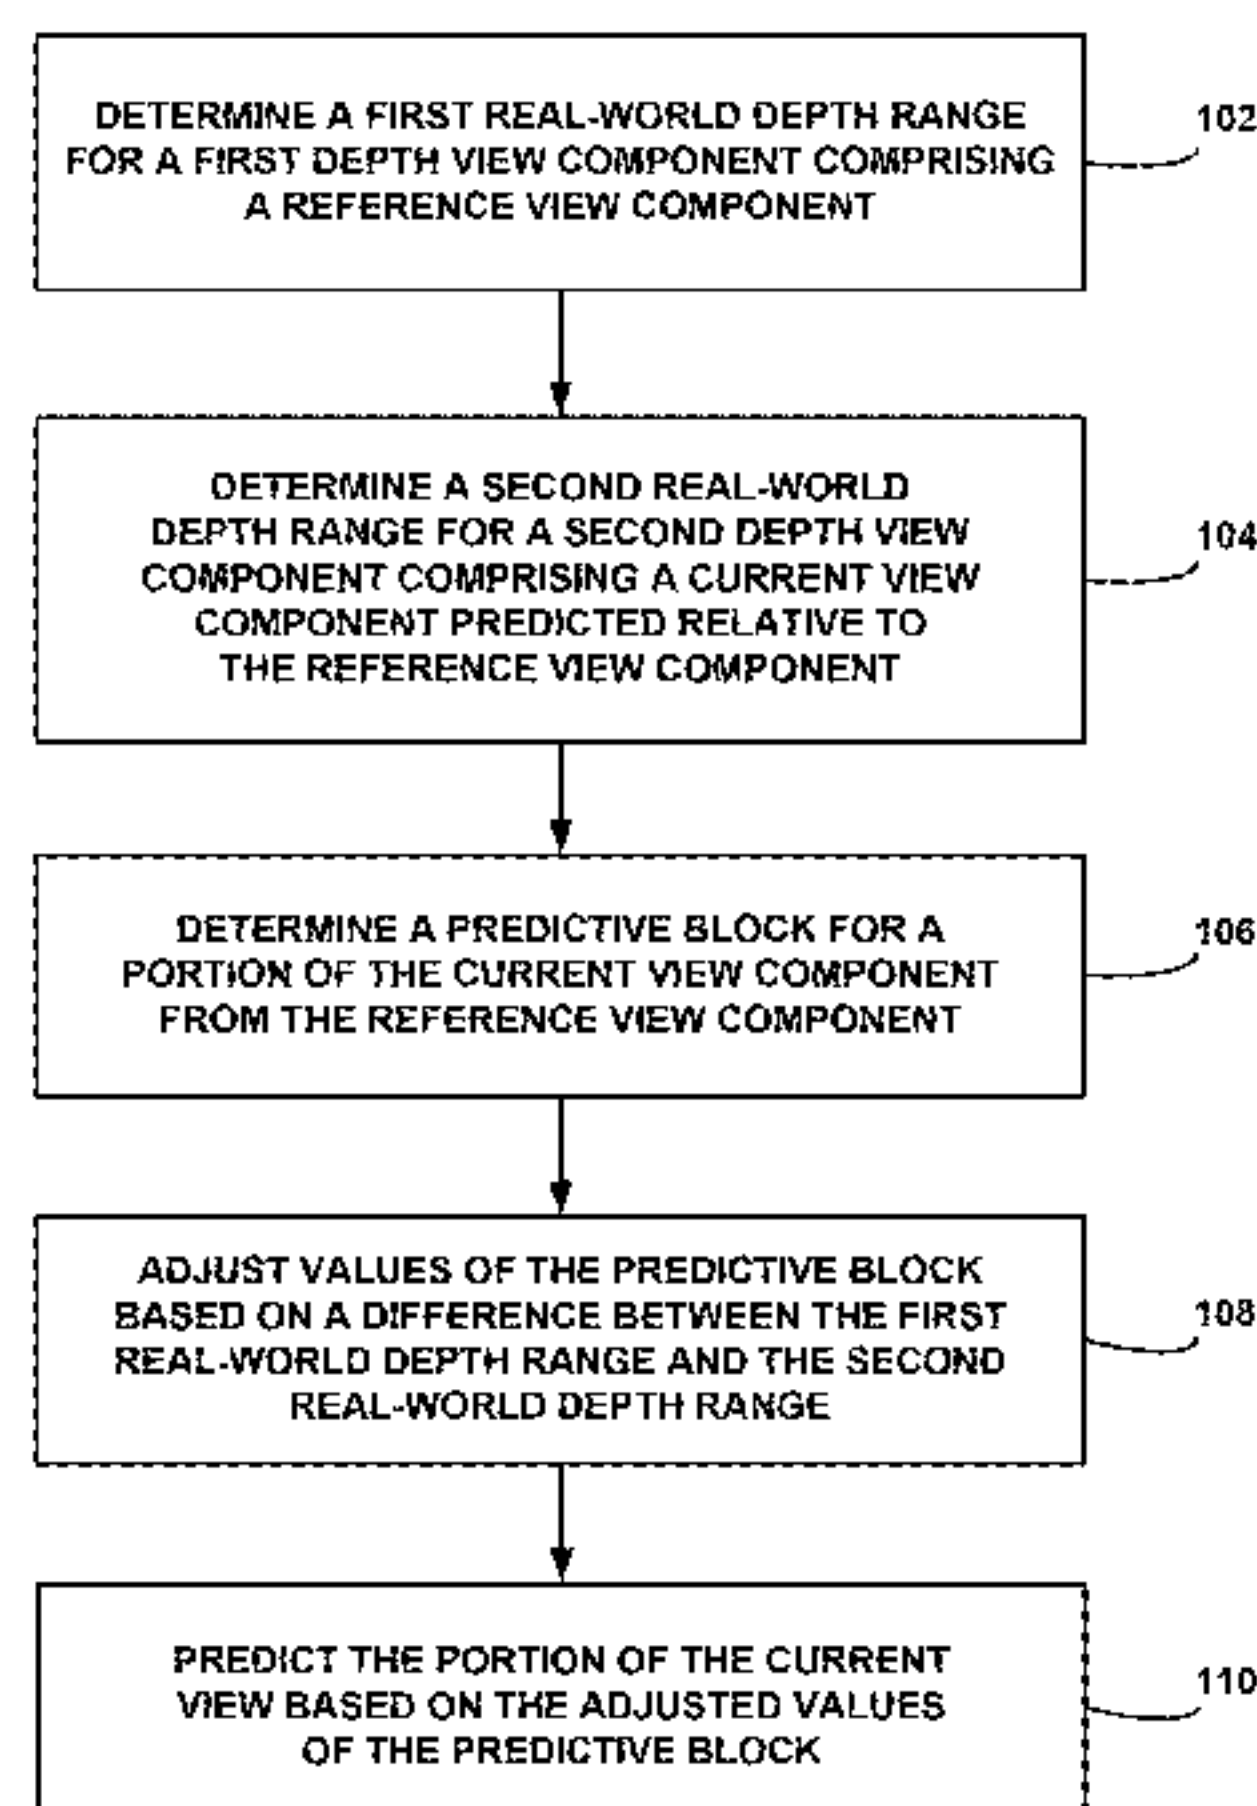 DETERMINE A FIRST REAL-WORLD DEPTH RANGE
FOR A FIRST DEPTH VIEW COMPONENT COMPRISING
A REFERENCE VIEW COMPONENT
102
DETERMINE A SECOND REAL-WORLD
DEPTH RANGE FOR A SECOND DEPTH VIEW
COMPONENT COMPRISING A CURRENT VIEW
COMPONENT PREDICTED RELATIVE TO
THE REFERENCE VIEW COMPONENT
104
DETERMINE A PREDICTIVE BLOCK FOR A
PORTION OF THE CURRENT VIEW COMPONENT
FROM THE REFERENCE VIEW COMPONENT
106
ADJUST VALUES OF THE PREDICTIVE BLOCK
BASED ON A DIFFERENCE BETWEEN THE FIRST
REAL-WORLD DEPTH RANGE AND THE SECOND
REAL-WORLD DEPTH RANGE
108
PREDICT THE PORTION OF THE CURRENT
VIEW BASED ON THE ADJUSTED VALUES
OF THE PREDICTIVE BLOCK
110